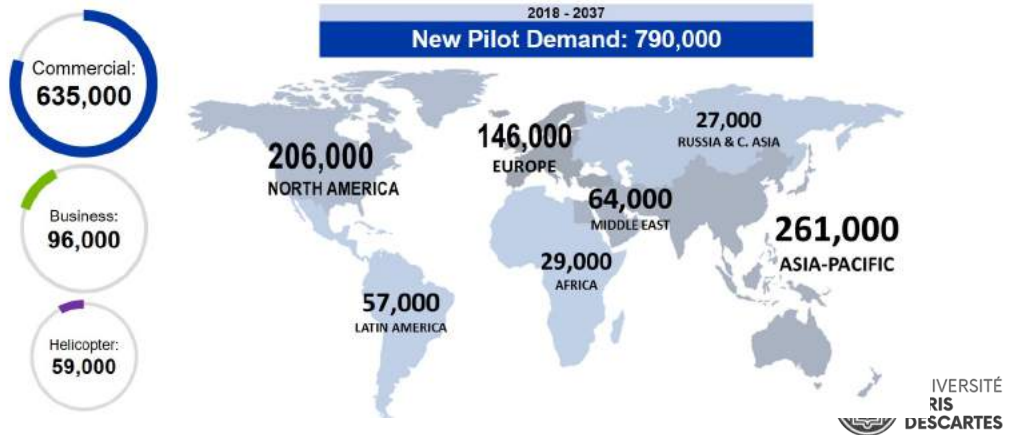 2018 - 2037
New Pilot Demand: 790,000
Commercial:
635,000
Business:
96,000
Helicopter:
59,000
206,000
NORTH AMERICA
146,000
EUROPE
27,000
RUSSIA & C. ASIA
64,000
MIDDLE EAST
261,000
ASIA-PACIFIC
29,000
AFRICA
57,000
LATIN AMERICA
IVERSITÉ
RIS
DESCARTES